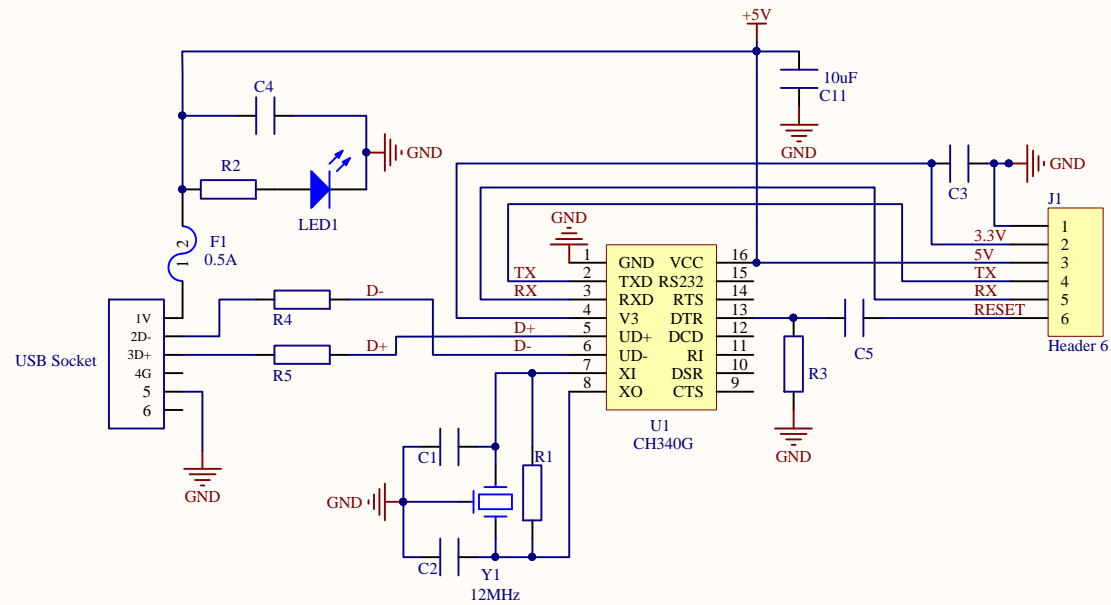 +5V
10uF
C11
GND
C4
GND
R2
LED1
F1
0.5A
1 2
USB Socket
1V
2D-
3D+
4G
5
6
GND
R4
D-
R5
D+
GND
TX
RX
D+
D-
1 GND VCC 16
2 TXD RS232 15
3 RXD RTS 14
4 V3 DTR 13
5 UD+ DCD 12
6 UD- RI 11
7 XI DSR 10
8 XO CTS 9
U1
CH340G
C1
R1
GND
C2
Y1
12MHz
R3
GND
C5
C3
GND
J1
1
3.3V 2
5V 3
TX 4
RX 5
RESET 6
Header 6